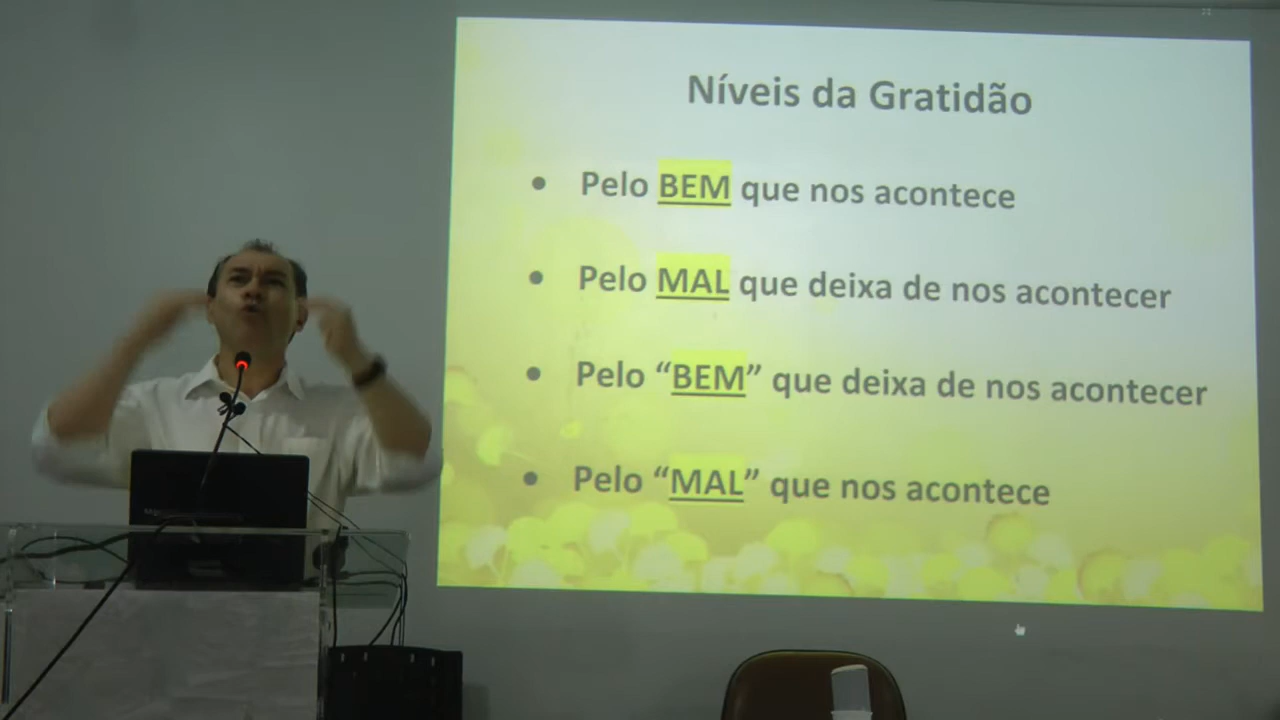 Níveis da Gratidão
• Pelo BEM que nos acontece
• Pelo MAL que deixa de nos acontecer
• Pelo “BEM” que deixa de nos acontecer
• Pelo “MAL” que nos acontece